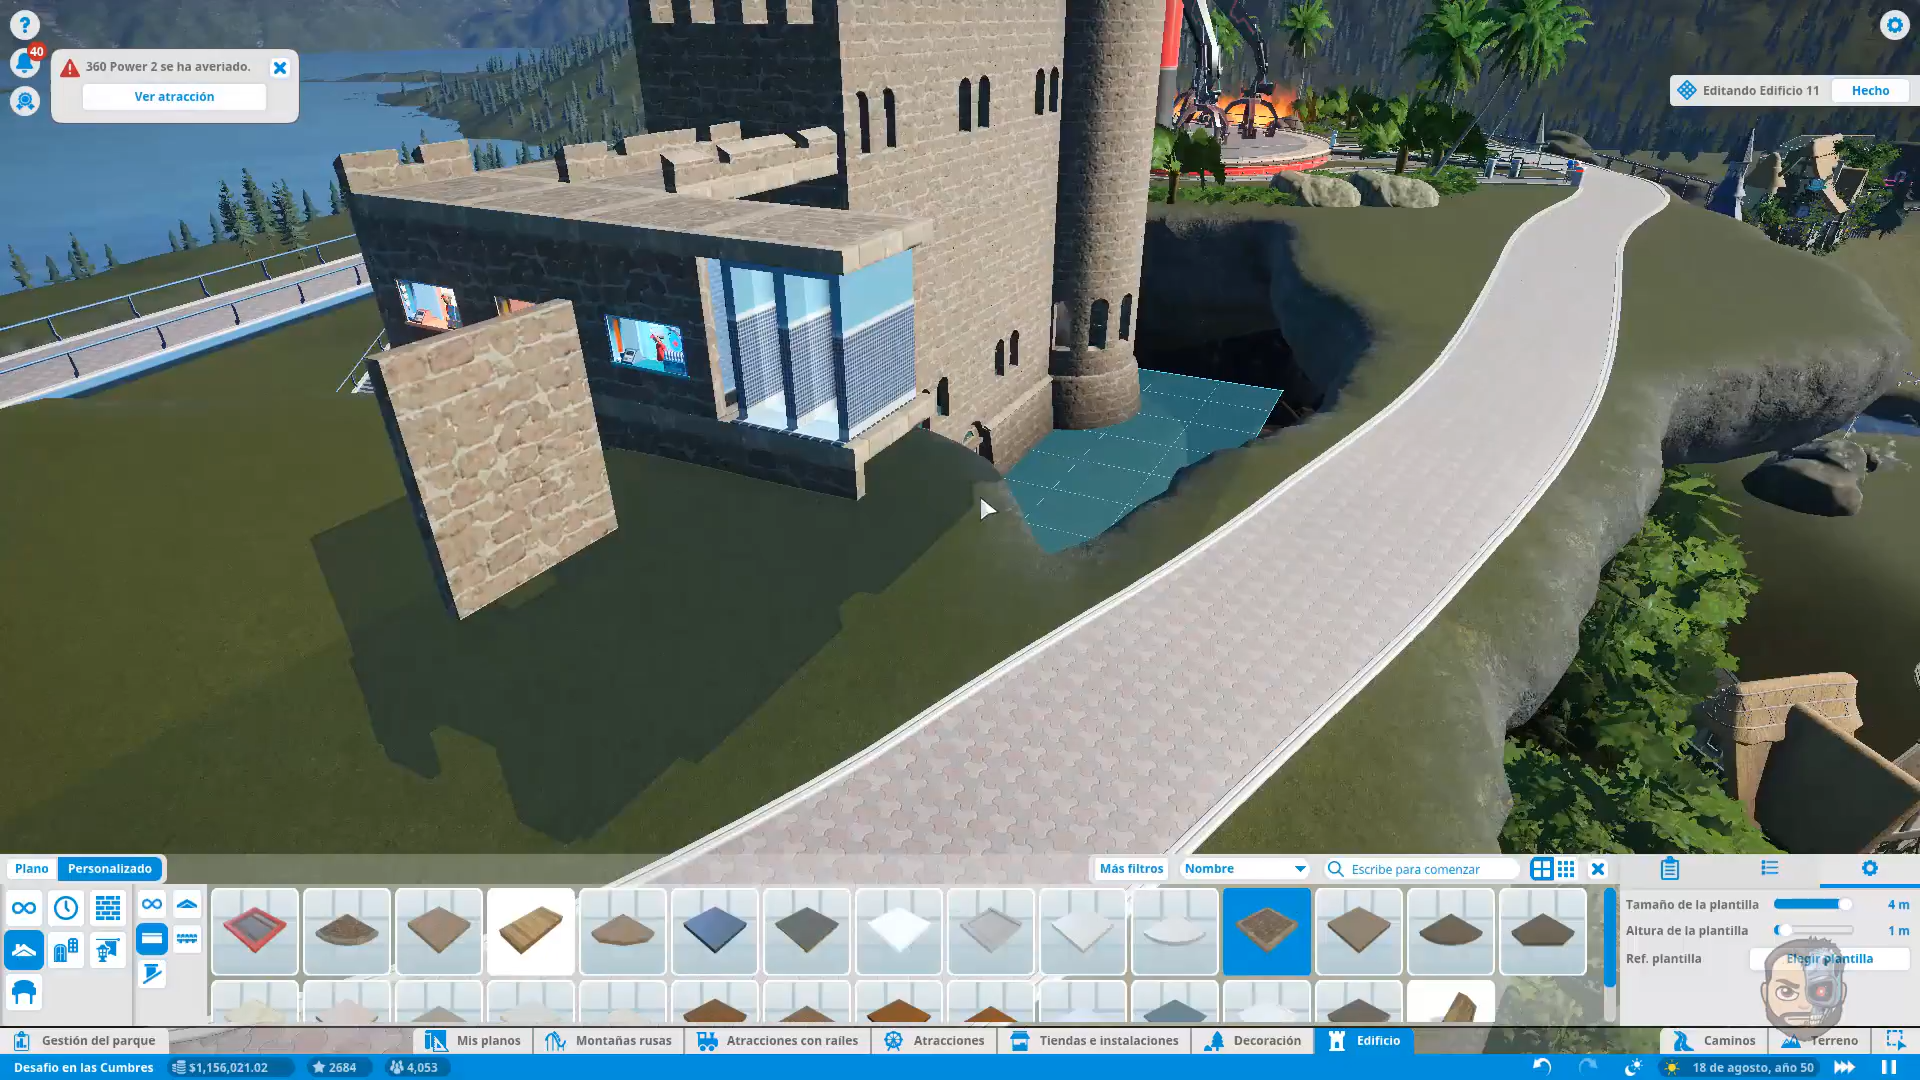 ?
40
360 Power 2 se ha averiado.
Ver atracción
Editando Edificio 11
Hecho
Plano
Personalizado
Más filtros
Nombre
Escribe para comenzar
Tamaño de la plantilla
4 m
Altura de la plantilla
1 m
Ref. plantilla
Elegir plantilla
Gestión del parque
Mis planos
Montañas rusas
Atracciones con raíles
Atracciones
Tiendas e instalaciones
Decoración
Edificio
Caminos
Terreno
Desafio en las Cumbres
$1,156,021.02
2684
4,053
18 de agosto, año 50